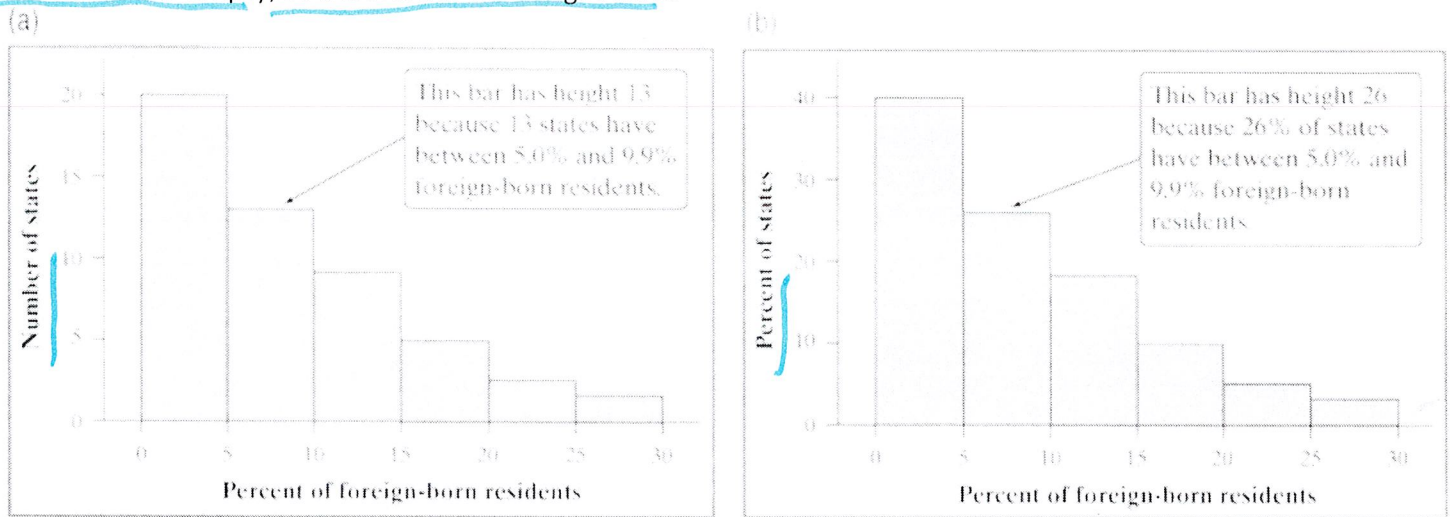 (a)
(b)
20
15
10
5
0
Number of states
This bar has height 13
because 13 states have
between 5.0% and 9.9%
foreign-born residents.
0 5 10 15 20 25 30
Percent of foreign-born residents
40
30
20
10
0
Percent of states
This bar has height 26
because 26% of states
have between 5.0% and
9.9% foreign-born
residents.
0 5 10 15 20 25 30
Percent of foreign-born residents